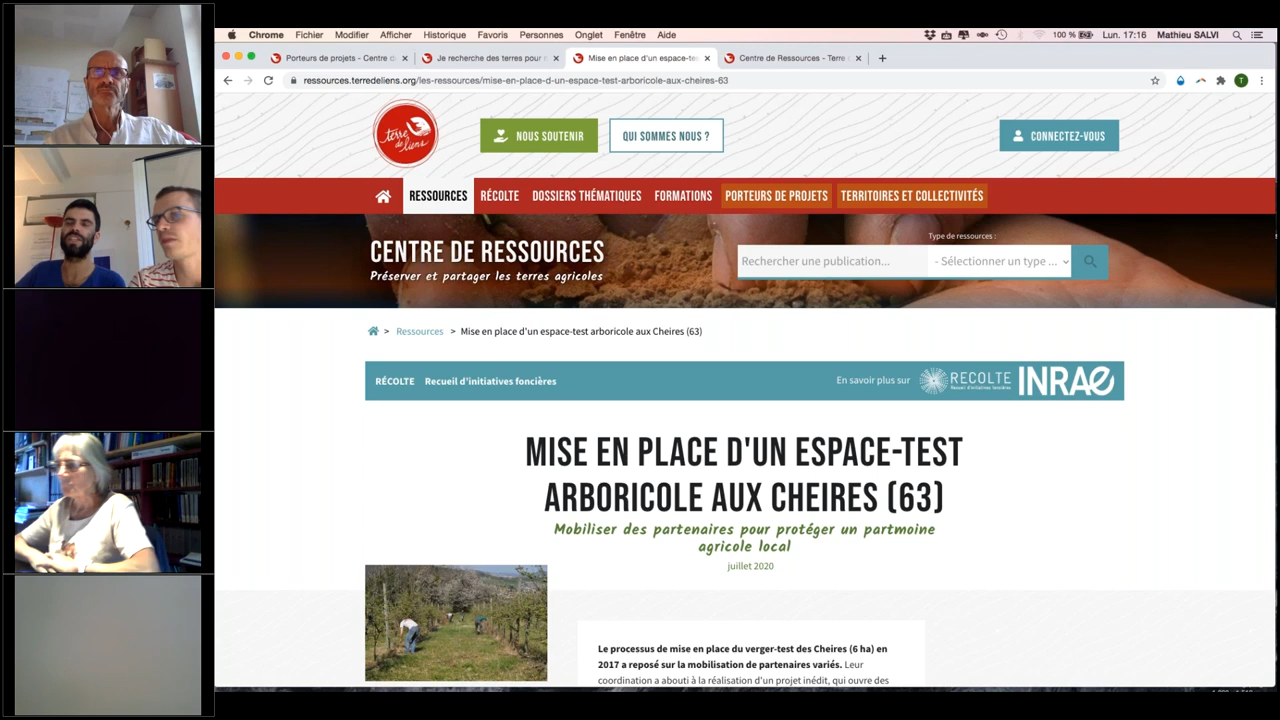 Chrome Fichier Modifier Afficher Historique Favoris Personnes Onglet Fenêtre Aide 100 % Lun. 17:16 Mathieu SALVI
Porteurs de projets - Centre d Je recherche des terres pour Mise en place d'un espace-tes Centre de Ressources - Terre
ressources.terredeliens.org/les-ressources/mise-en-place-d-un-espace-test-arboricole-aux-cheires-63 T
terre de liens
NOUS SOUTENIR QUI SOMMES NOUS ? CONNECTEZ-VOUS
RESSOURCES RÉCOLTE DOSSIERS THÉMATIQUES FORMATIONS PORTEURS DE PROJETS TERRITOIRES ET COLLECTIVITÉS
Type de ressources :
CENTRE DE RESSOURCES
Rechercher une publication... - Sélectionner un type ...
Préserver et partager les terres agricoles
> Ressources > Mise en place d'un espace-test arboricole aux Cheires (63)
RÉCOLTE Recueil d'initiatives foncières En savoir plus sur RECOLTE Recueil d'initiatives foncières INRAE
MISE EN PLACE D'UN ESPACE-TEST
ARBORICOLE AUX CHEIRES (63)
Mobiliser des partenaires pour protéger un partmoine
agricole local
juillet 2020
Le processus de mise en place du verger-test des Cheires (6 ha) en
2017 a reposé sur la mobilisation de partenaires variés. Leur
coordination a abouti à la réalisation d'un projet inédit, qui ouvre des